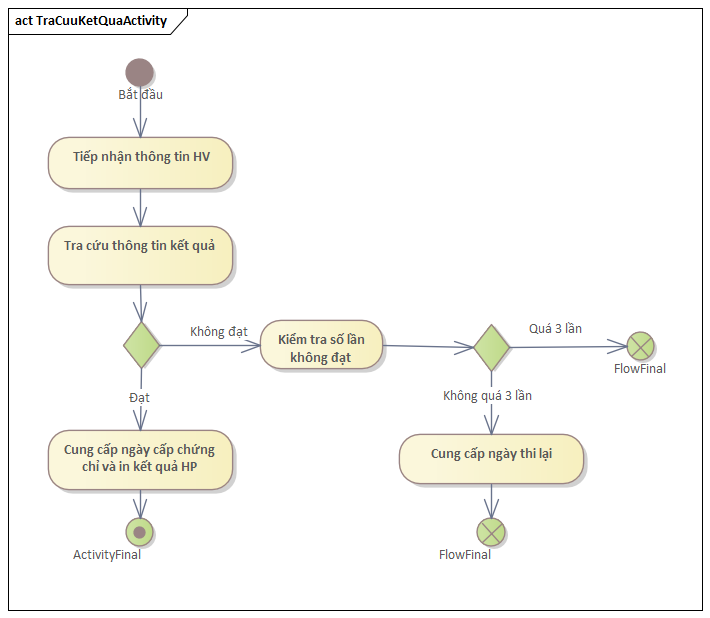 act TraCuuKetQuaActivity
Bắt đầu
Tiếp nhận thông tin HV
Tra cứu thông tin kết quả
Không đạt
Kiểm tra số lần
không đạt
Quá 3 lần
FlowFinal
Đạt
Không quá 3 lần
Cung cấp ngày cấp chứng
chỉ và in kết quả HP
Cung cấp ngày thi lại
ActivityFinal
FlowFinal